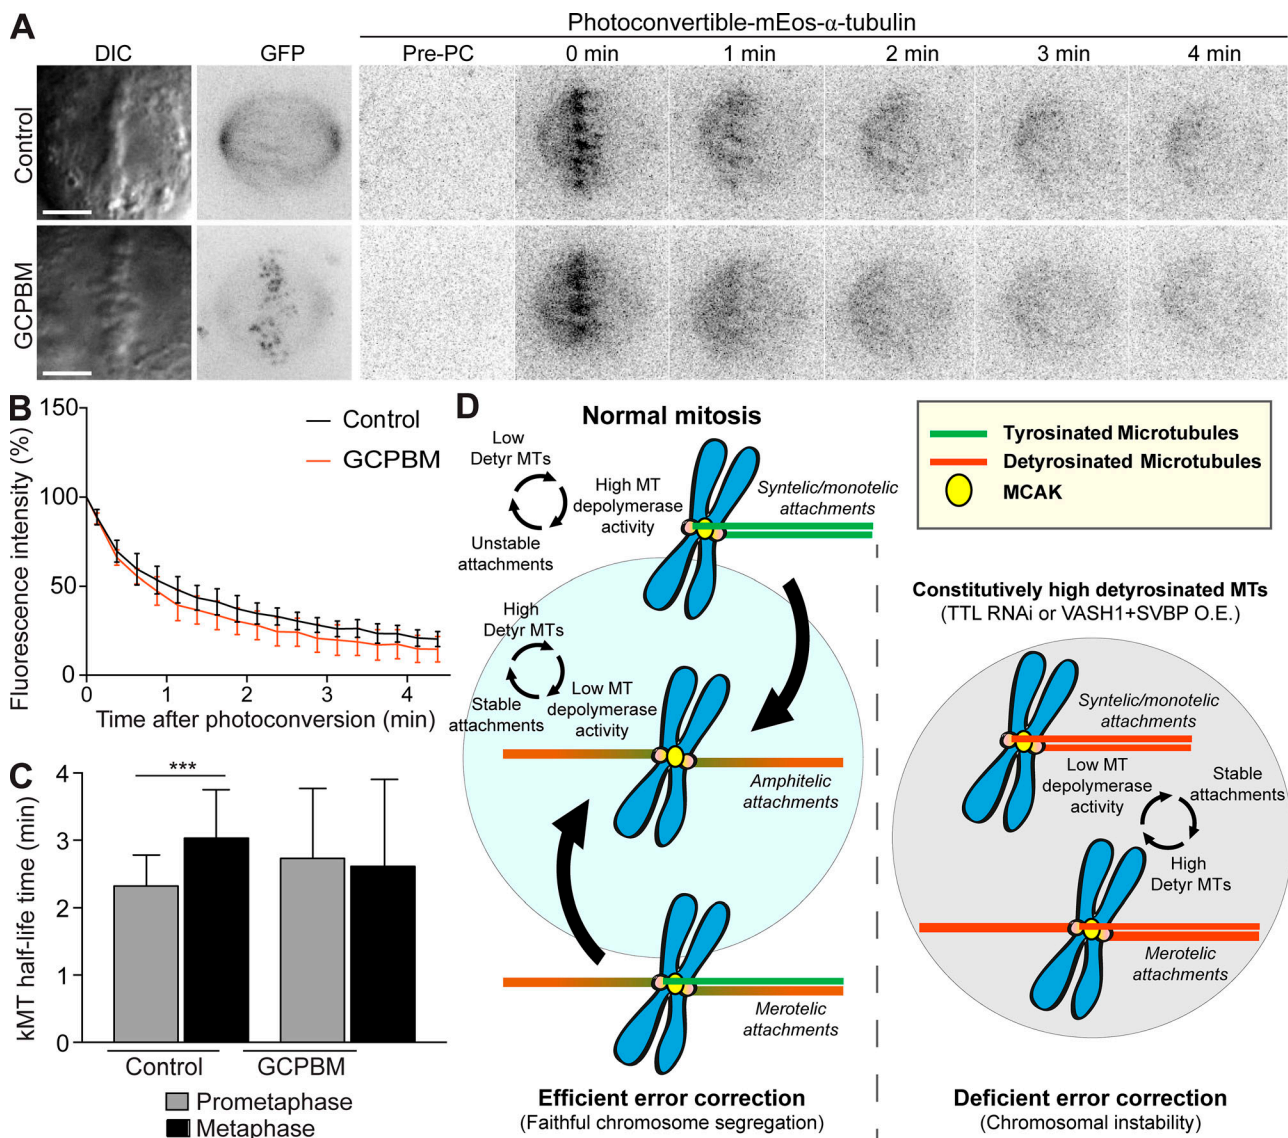 A
Photoconvertible-mEos-α-tubulin
DIC
GFP
Pre-PC
0 min
1 min
2 min
3 min
4 min
Control
GCPBM
B
150
100
50
0
Fluorescence intensity (%)
Control
GCPBM
0
1
2
3
4
Time after photoconversion (min)
C
4
3
2
1
0
kMT half-life time (min)
***
Control
GCPBM
Prometaphase
Metaphase
D
Normal mitosis
Low
Detyr MTs
High MT
depolymerase
activity
Unstable
attachments
Syntelic/monotelic
attachments
High
Detyr MTs
Stable
attachments
Low MT
depolymerase
activity
Amphitelic
attachments
Merotelic
attachments
Efficient error correction
(Faithful chromosome segregation)
Tyrosinated Microtubules
Detyrosinated Microtubules
MCAK
Constitutively high detyrosinated MTs
(TTL RNAi or VASH1+SVBP O.E.)
Syntelic/monotelic
attachments
Low MT
depolymerase
activity
Stable
attachments
High
Detyr MTs
Merotelic
attachments
Deficient error correction
(Chromosomal instability)